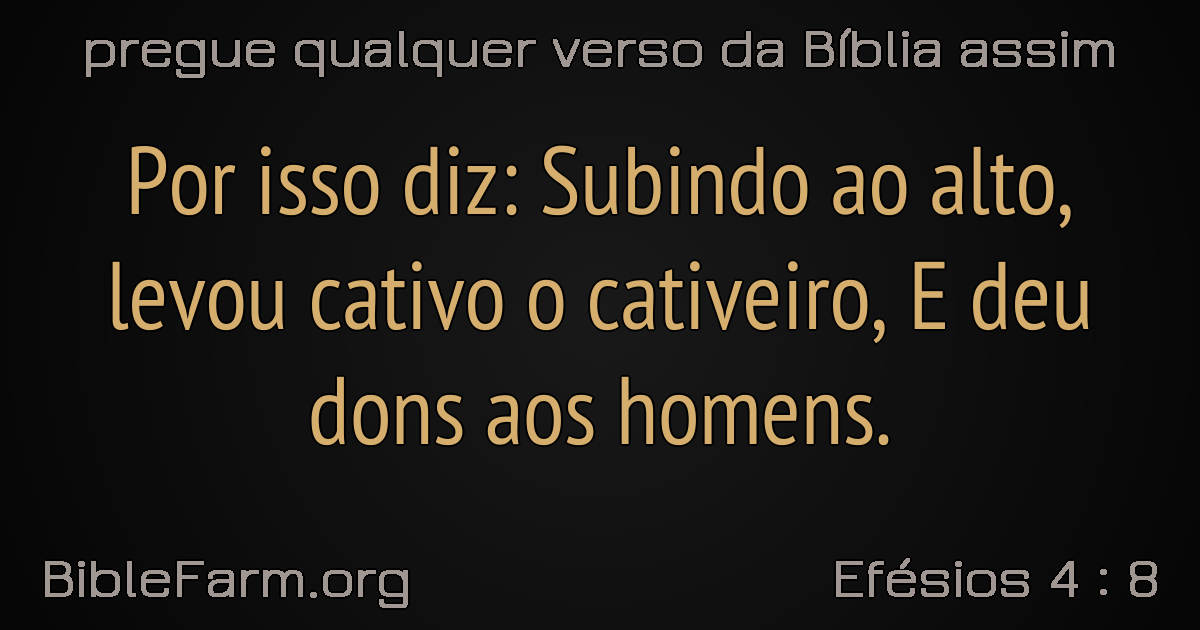 pregue qualquer verso da Bíblia assim
Por isso diz: Subindo ao alto,
levou cativo o cativeiro, E deu
dons aos homens.
BibleFarm.org
Efésios 4 : 8